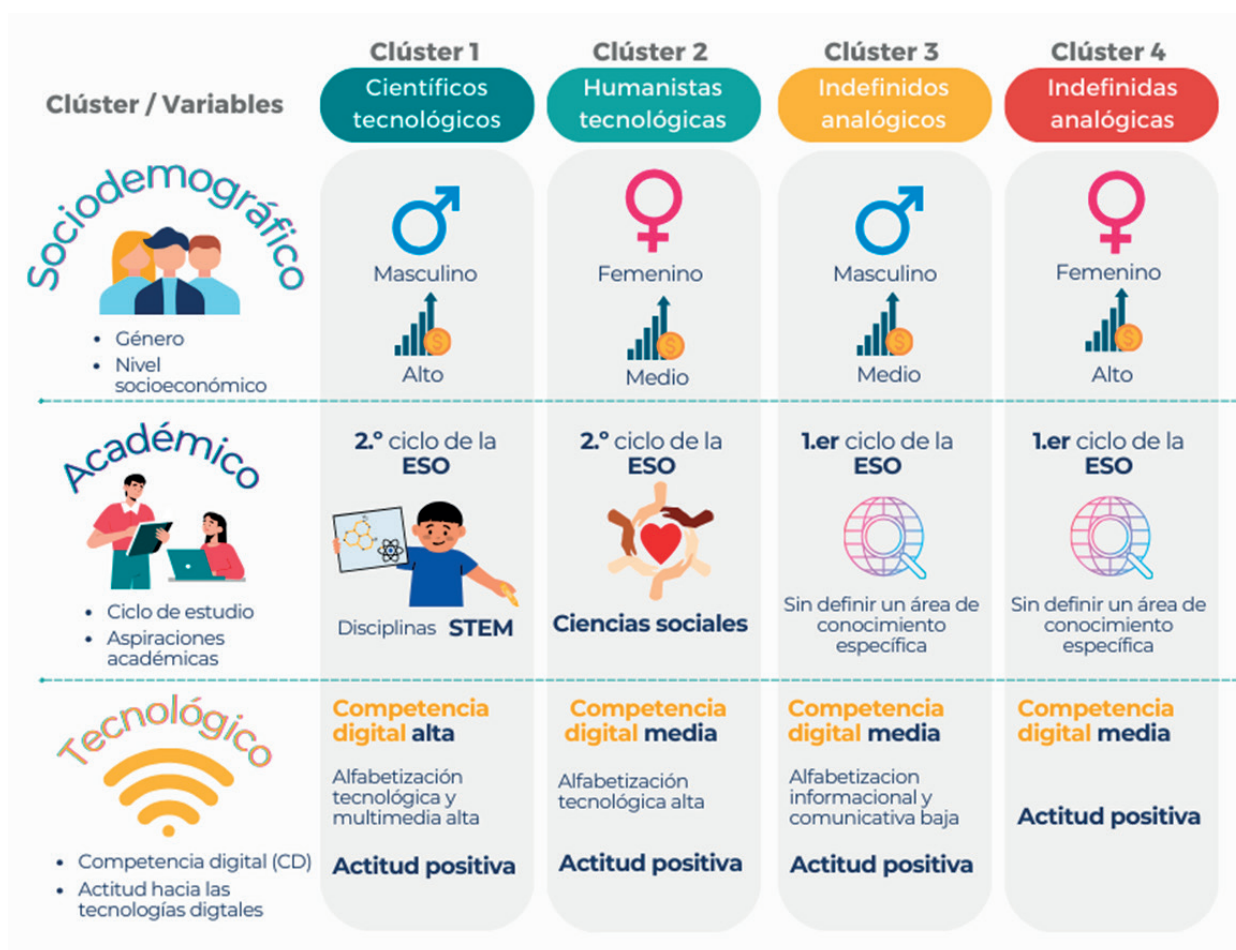 Clúster / Variables
Clúster 1
Científicos
tecnológicos
Clúster 2
Humanistas
tecnológicas
Clúster 3
Indefinidos
analógicos
Clúster 4
Indefinidas
analógicas
Sociodemográfico
• Género
• Nivel
socioeconómico
Masculino
$
Alto
Femenino
$
Medio
Masculino
$
Medio
Femenino
$
Alto
Académico
• Ciclo de estudio
• Aspiraciones
académicas
2.º ciclo de la
ESO
Disciplinas STEM
2.º ciclo de la
ESO
Ciencias sociales
1.er ciclo de la
ESO
Sin definir un área de
conocimiento
específica
1.er ciclo de la
ESO
Sin definir un área de
conocimiento
específica
Tecnológico
• Competencia digital (CD)
• Actitud hacia las
tecnologías digtales
Competencia
digital alta
Alfabetización
tecnológica y
multimedia alta
Actitud positiva
Competencia
digital media
Alfabetización
tecnológica alta
Actitud positiva
Competencia
digital media
Alfabetizacion
informacional y
comunicativa baja
Actitud positiva
Competencia
digital media
Actitud positiva